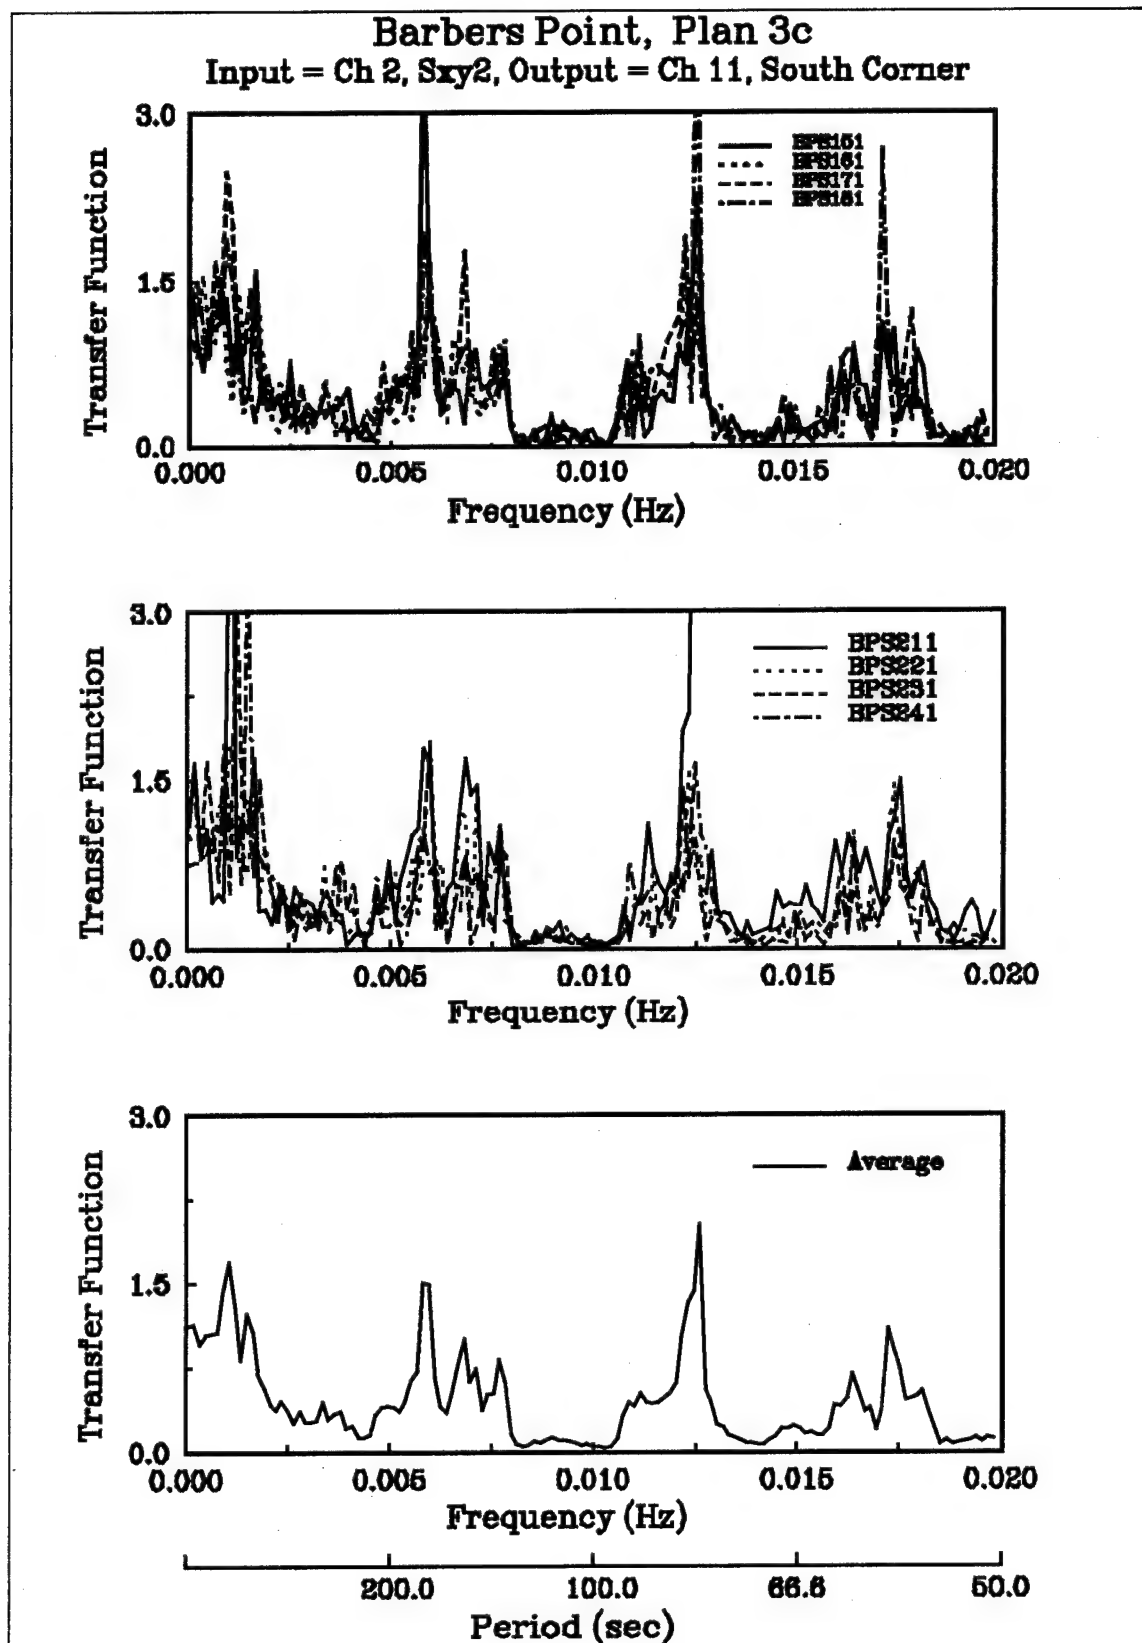 Barbers Point, Plan 3c
Input = Ch 2, Sxy2, Output = Ch 11, South Corner
Transfer Function
3.0
1.5
0.0
BPS151
BPS161
BPS171
BPS181
0.000
0.005
0.010
0.015
0.020
Frequency (Hz)
Transfer Function
3.0
1.5
0.0
BPS211
BPS221
BPS231
BPS241
0.000
0.005
0.010
0.015
0.020
Frequency (Hz)
Transfer Function
3.0
1.5
0.0
Average
0.000
0.005
0.010
0.015
0.020
Frequency (Hz)
200.0
100.0
66.6
50.0
Period (sec)